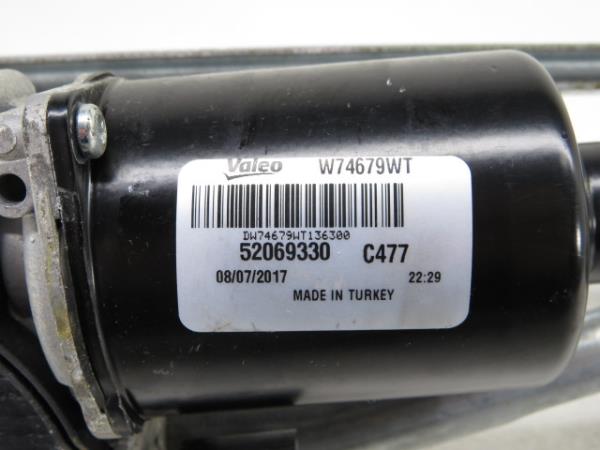 Valeo W74679WT
DW74679WT136300
52069330 C477
08/07/2017 22:29
MADE IN TURKEY